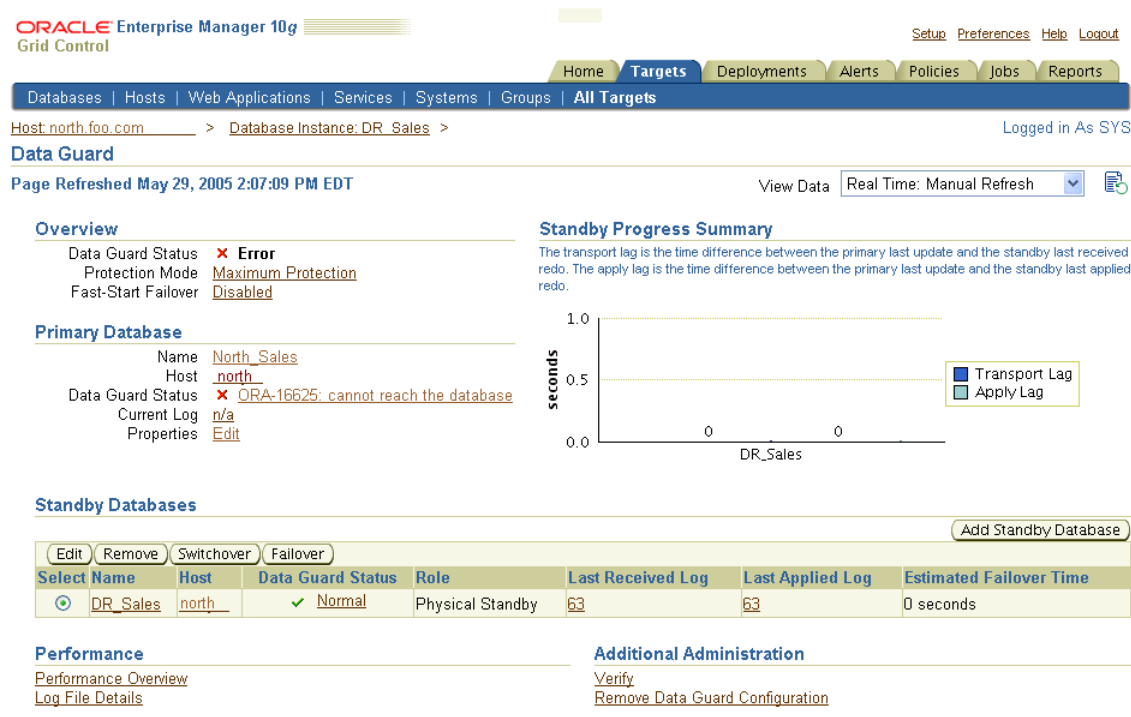 ORACLE Enterprise Manager 10g
Grid Control
Setup Preferences Help Logout
Home Targets Deployments Alerts Policies Jobs Reports
Databases | Hosts | Web Applications | Services | Systems | Groups | All Targets
Host: north.foo.com > Database Instance: DR_Sales >
Logged in As SYS
Data Guard
Page Refreshed May 29, 2005 2:07:09 PM EDT
View Data Real Time: Manual Refresh
Overview
Data Guard Status Error
Protection Mode Maximum Protection
Fast-Start Failover Disabled
Primary Database
Name North_Sales
Host north
Data Guard Status ORA-16625: cannot reach the database
Current Log n/a
Properties Edit
Standby Progress Summary
The transport lag is the time difference between the primary last update and the standby last received
redo. The apply lag is the time difference between the primary last update and the standby last applied
redo.
1.0
seconds
0.5
0.0
0 0
DR_Sales
Transport Lag
Apply Lag
Standby Databases
Add Standby Database
Edit Remove Switchover Failover
Select Name Host Data Guard Status Role Last Received Log Last Applied Log Estimated Failover Time
DR_Sales north Normal Physical Standby 63 63 0 seconds
Performance
Performance Overview
Log File Details
Additional Administration
Verify
Remove Data Guard Configuration